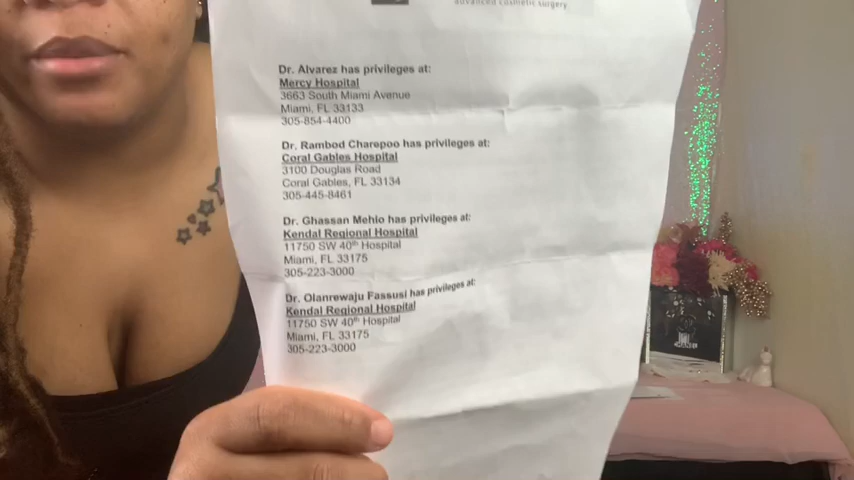 advanced cosmetic surgery
Dr. Alvarez has privileges at:
Mercy Hospital
3663 South Miami Avenue
Miami, FL 33133
305-854-4400
Dr. Rambod Charepoo has privileges at:
Coral Gables Hospital
3100 Douglas Road
Coral Gables, FL 33134
305-445-8461
Dr. Ghassan Mehio has privileges at:
Kendal Regional Hospital
11750 SW 40th Hospital
Miami, FL 33175
305-223-3000
Dr. Olanrewaju Fassusi has privileges at:
Kendal Regional Hospital
11750 SW 40th Hospital
Miami, FL 33175
305-223-3000
CHANEL